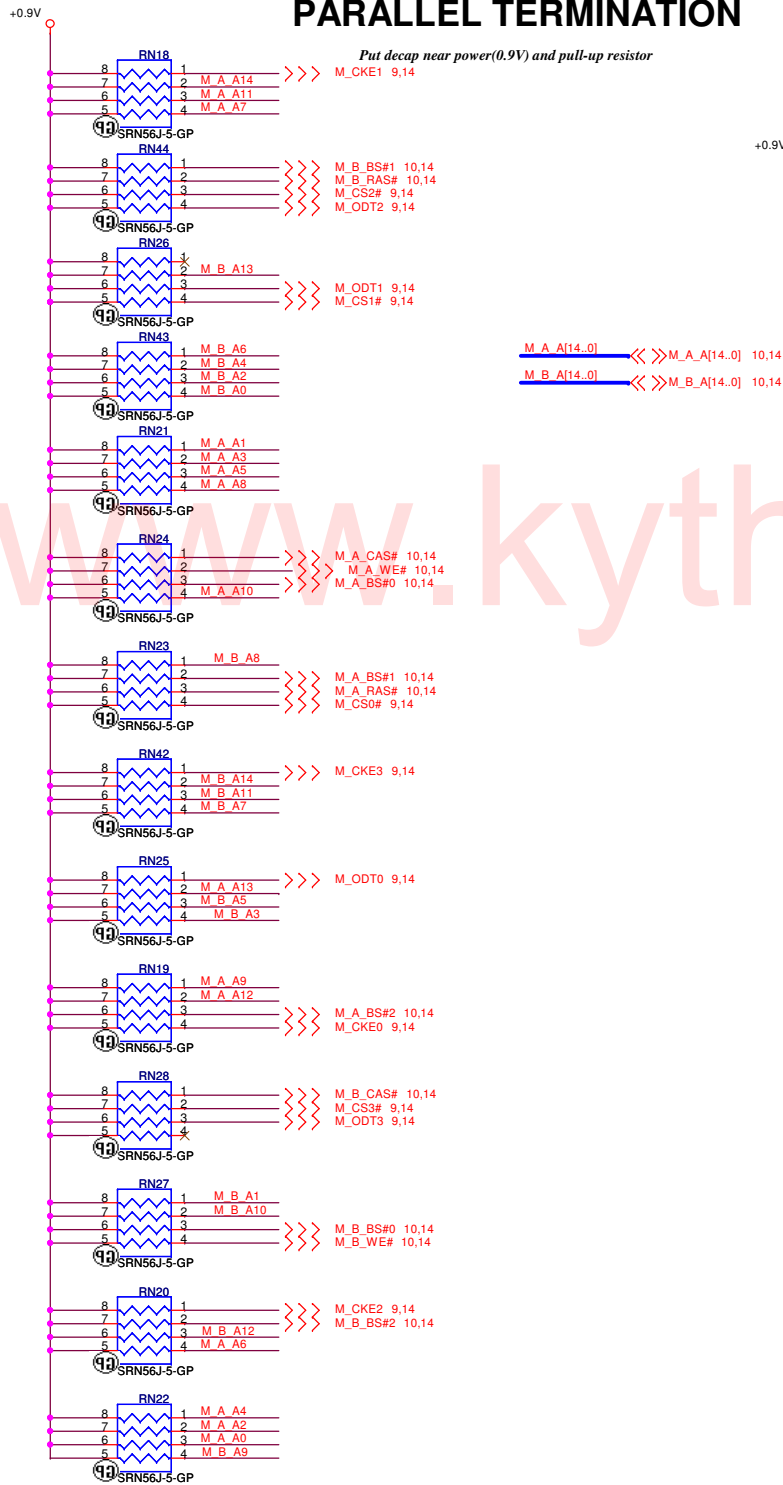 PARALLEL TERMINATION
+0.9V
Put decap near power(0.9V) and pull-up resistor
+0.9V
RN18
8 1 M_CKE1 9,14
7 2 M_A_A14
6 3 M_A_A11
5 4 M_A_A7
GP SRN56J-5-GP
RN44
8 1 M_B_BS#1 10,14
7 2 M_B_RAS# 10,14
6 3 M_CS2# 9,14
5 4 M_ODT2 9,14
GP SRN56J-5-GP
RN26
8 1
7 2 M_B_A13
6 3 M_ODT1 9,14
5 4 M_CS1# 9,14
GP SRN56J-5-GP
RN43
8 1 M_B_A6
7 2 M_B_A4
6 3 M_B_A2
5 4 M_B_A0
GP SRN56J-5-GP
M_A_A[14..0] M_A_A[14..0] 10,14
M_B_A[14..0] M_B_A[14..0] 10,14
RN21
8 1 M_A_A1
7 2 M_A_A3
6 3 M_A_A5
5 4 M_A_A8
GP SRN56J-5-GP
www.kyth
RN24
8 1 M_A_CAS# 10,14
7 2 M_A_WE# 10,14
6 3 M_A_BS#0 10,14
5 4 M_A_A10
GP SRN56J-5-GP
RN23
8 1 M_B_A8
7 2 M_A_BS#1 10,14
6 3 M_A_RAS# 10,14
5 4 M_CS0# 9,14
GP SRN56J-5-GP
RN42
8 1 M_CKE3 9,14
7 2 M_B_A14
6 3 M_B_A11
5 4 M_B_A7
GP SRN56J-5-GP
RN25
8 1 M_ODT0 9,14
7 2 M_A_A13
6 3 M_B_A5
5 4 M_B_A3
GP SRN56J-5-GP
RN19
8 1 M_A_A9
7 2 M_A_A12
6 3 M_A_BS#2 10,14
5 4 M_CKE0 9,14
GP SRN56J-5-GP
RN28
8 1 M_B_CAS# 10,14
7 2 M_CS3# 9,14
6 3 M_ODT3 9,14
5 4
GP SRN56J-5-GP
RN27
8 1 M_B_A1
7 2 M_B_A10
6 3 M_B_BS#0 10,14
5 4 M_B_WE# 10,14
GP SRN56J-5-GP
RN20
8 1 M_CKE2 9,14
7 2 M_B_BS#2 10,14
6 3 M_B_A12
5 4 M_A_A6
GP SRN56J-5-GP
RN22
8 1 M_A_A4
7 2 M_A_A2
6 3 M_A_A0
5 4 M_B_A9
GP SRN56J-5-GP